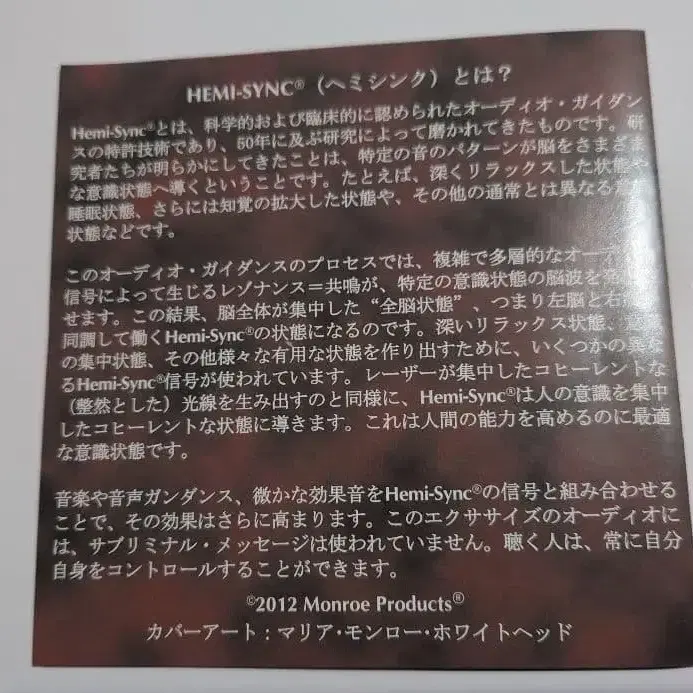 HEMI-SYNC®（ヘミシンク）とは？
Hemi-Sync®とは、科学的および臨床的に認められたオーディオ・ガイダン
スの特許技術であり、50年に及ぶ研究によって磨かれてきたものです。研
究者たちが明らかにしてきたことは、特定の音のパターンが脳をさまざま
な意識状態へ導くということです。たとえば、深くリラックスした状態や
睡眠状態、さらには知覚の拡大した状態や、その他の通常とは異なる
状態などです。
このオーディオ・ガイダンスのプロセスでは、複雑で多層的なオーディオ
信号によって生じるレゾナンス＝共鳴が、特定の意識状態の脳波を発
せます。この結果、脳全体が集中した“全脳状態”、つまり左脳と右
同調して働くHemi-Sync®の状態になるのです。深いリラックス状態、
の集中状態、その他様々な有用な状態を作り出すために、いくつかの異な
るHemi-Sync®信号が使われています。レーザーが集中したコヒーレントな
（整然とした）光線を生み出すのと同様に、Hemi-Sync®は人の意識を集中
したコヒーレントな状態に導きます。これは人間の能力を高めるのに最適
な意識状態です。
音楽や音声ガンダンス、微かな効果音をHemi-Sync®の信号と組み合わせる
ことで、その効果はさらに高まります。このエクササイズのオーディオに
は、サブリミナル・メッセージは使われていません。聴く人は、常に自分
自身をコントロールすることができます。
©2012 Monroe Products®
カバーアート：マリア・モンロー・ホワイトヘッド